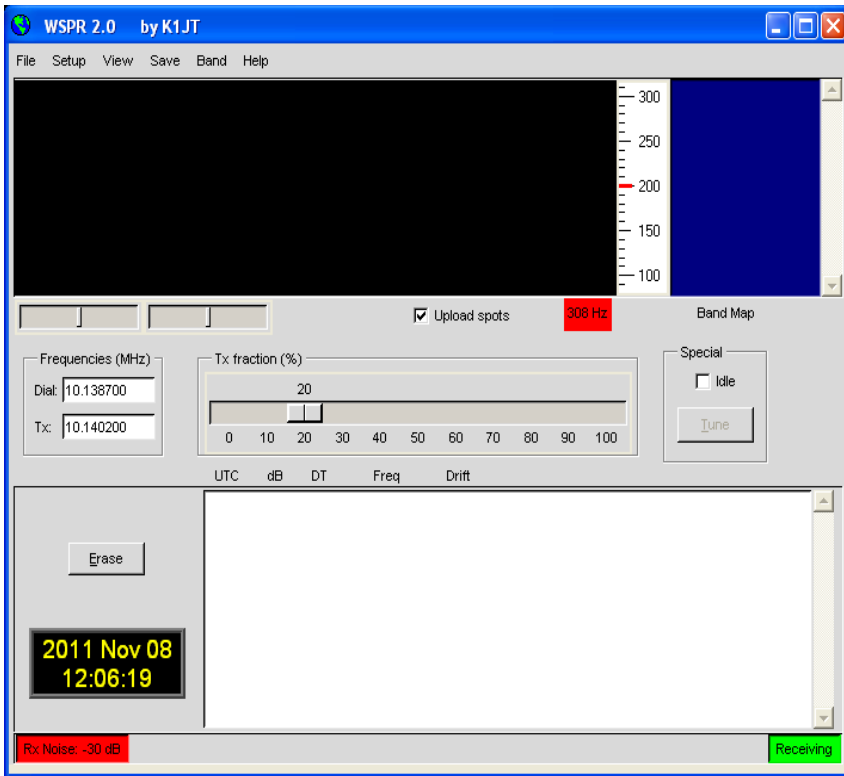 WSPR 2.0 by K1JT
File Setup View Save Band Help
300
250
200
150
100
Upload spots
308 Hz
Band Map
Frequencies (MHz)
Dial: 10.138700
Tx: 10.140200
Tx fraction (%)
20
0 10 20 30 40 50 60 70 80 90 100
Special
Idle
Tune
UTC dB DT Freq Drift
Erase
2011 Nov 08
12:06:19
Rx Noise: -30 dB
Receiving